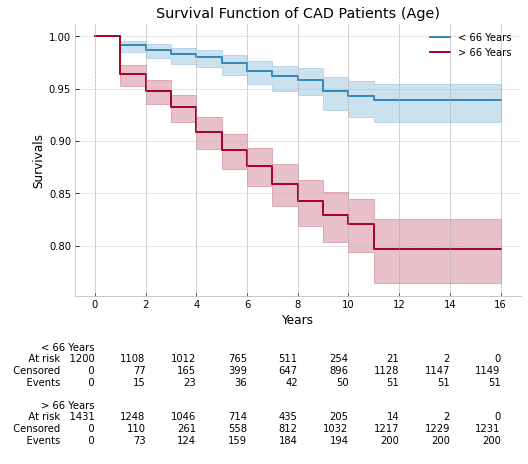 Survival Function of CAD Patients (Age)
< 66 Years
> 66 Years
1.00
0.95
0.90
0.85
0.80
Survivals
0 2 4 6 8 10 12 14 16
Years
< 66 Years
At risk 1200 1108 1012 765 511 254 21 2 0
Censored 0 77 165 399 647 896 1128 1147 1149
Events 0 15 23 36 42 50 51 51 51
> 66 Years
At risk 1431 1248 1046 714 435 205 14 2 0
Censored 0 110 261 558 812 1032 1217 1229 1231
Events 0 73 124 159 184 194 200 200 200